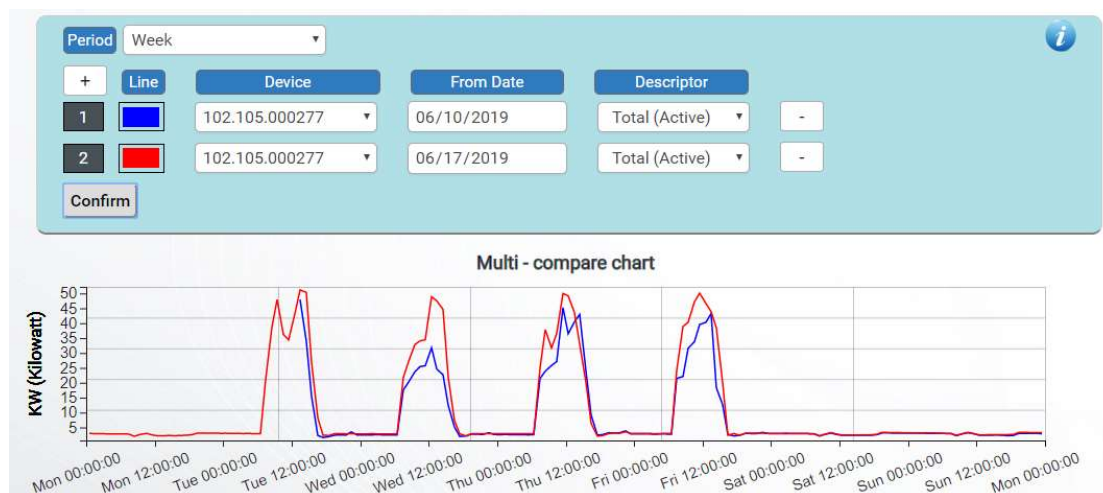 Period Week
i
+ Line Device From Date Descriptor
1 102.105.000277 06/10/2019 Total (Active) -
2 102.105.000277 06/17/2019 Total (Active) -
Confirm
Multi - compare chart
KW (Kilowatt)
50
45
40
35
30
25
20
15
10
5
Mon 00:00:00 Mon 12:00:00 Tue 00:00:00 Tue 12:00:00 Wed 00:00:00 Wed 12:00:00 Thu 00:00:00 Thu 12:00:00 Fri 00:00:00 Fri 12:00:00 Sat 00:00:00 Sat 12:00:00 Sun 00:00:00 Sun 12:00:00 Mon 00:00:00